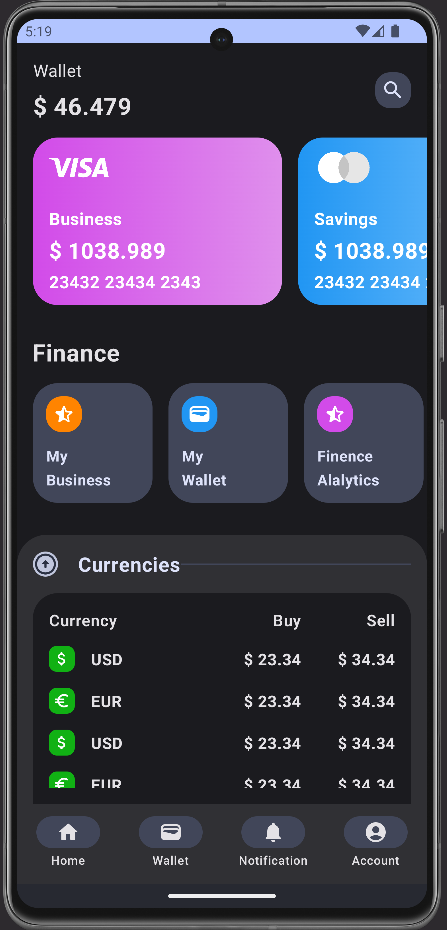 5:19
Wallet
$ 46.479
VISA
Business
$ 1038.989
23432 23434 2343
Savings
$ 1038.989
23432 23434
Finance
My
Business
My
Wallet
Finence
Alalytics
Currencies
Currency Buy Sell
$ USD $ 23.34 $ 34.34
€ EUR $ 23.34 $ 34.34
$ USD $ 23.34 $ 34.34
€ EUR $ 23.34 $ 34.34
Home Wallet Notification Account